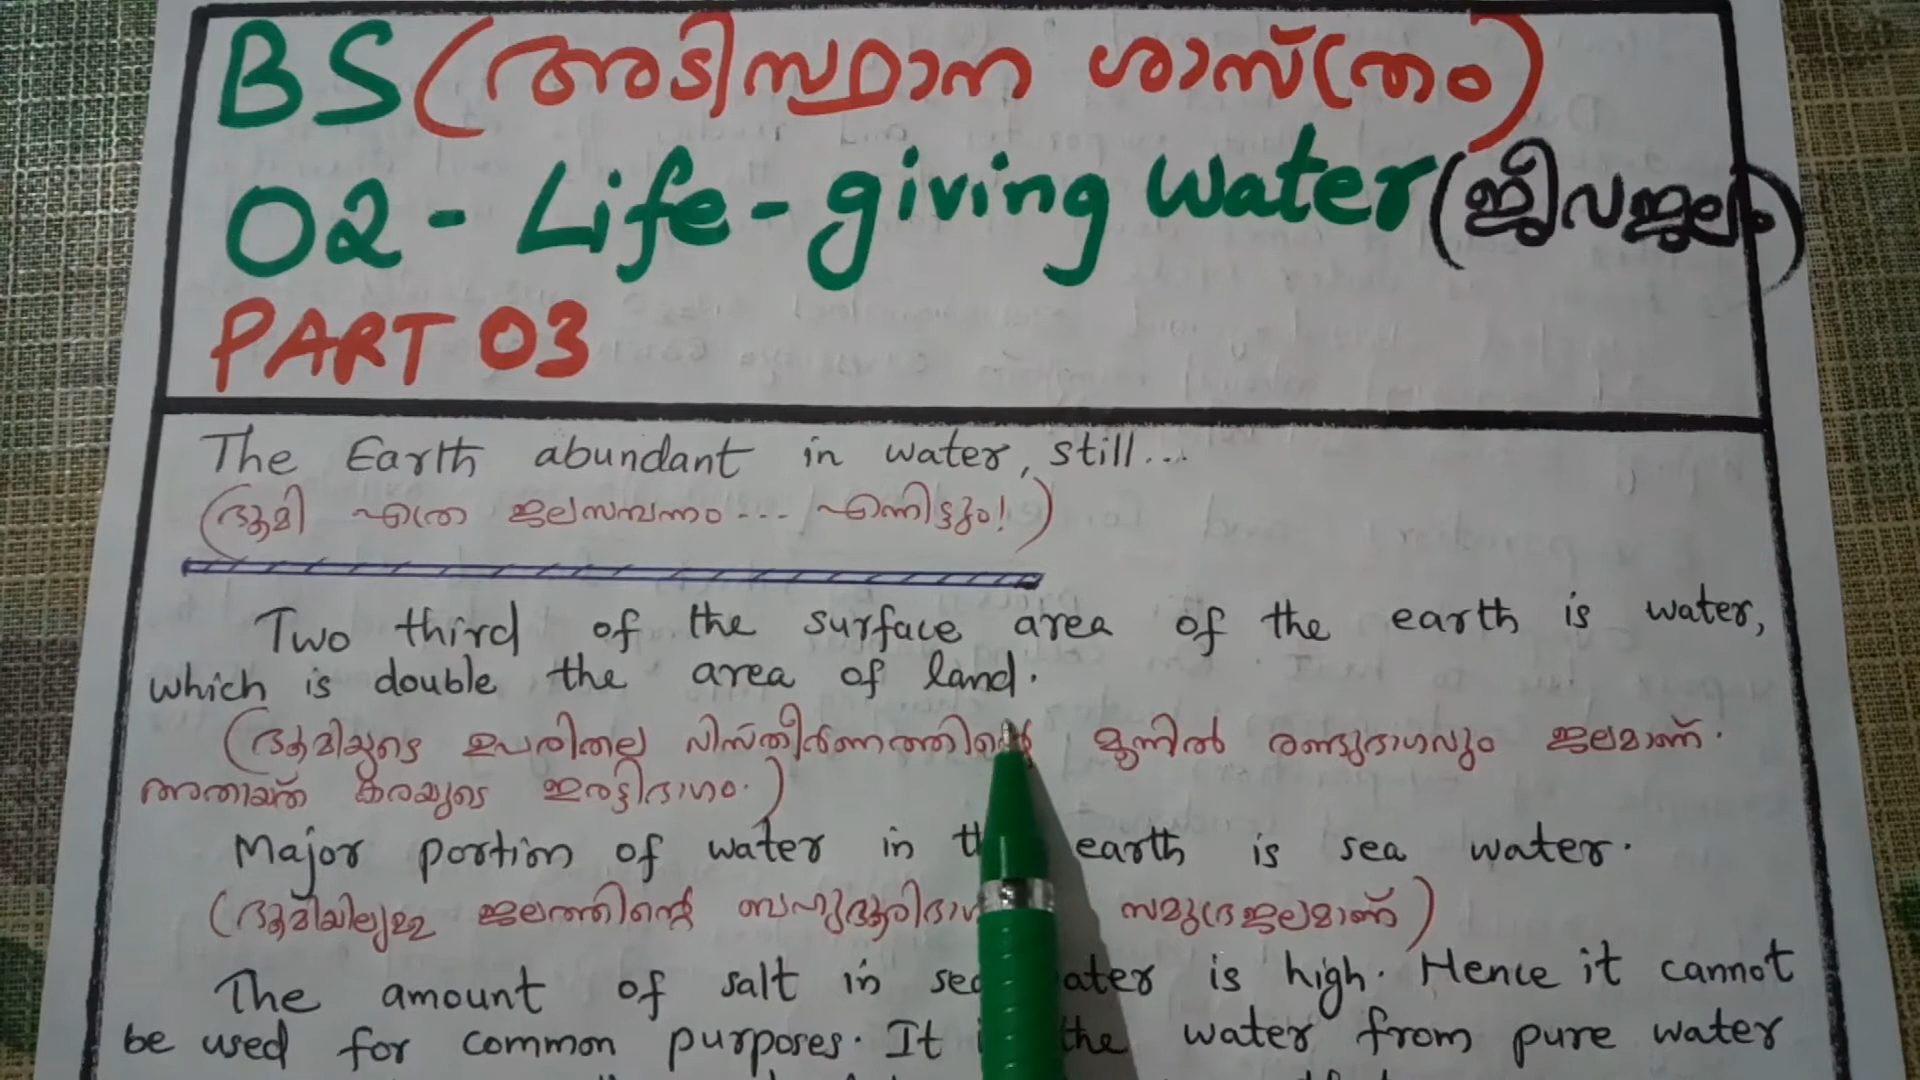 BS (അടിസ്ഥാന ശാസ്ത്രം)
02 - Life - giving Water (ജീവജലം)
PART 03
The Earth abundant in water, still...
(ഭൂമി എത്ര ജലസമ്പന്നം... എന്നിട്ടും!)
Two third of the surface area of the earth is water,
which is double the area of land.
(ഭൂമിയുടെ ഉപരിതല വിസ്തീർണത്തിന്റെ മൂന്നിൽ രണ്ടുഭാഗവും ജലമാണ്.
അതായത് കരയുടെ ഇരട്ടിഭാഗം.)
Major portion of water in earth is sea water.
(ഭൂമിയിലുള്ള ജലത്തിന്റെ സമുദ്രജലമാണ്)
The amount of salt in is high. Hence it cannot
be used for common purposes. It the water from pure water